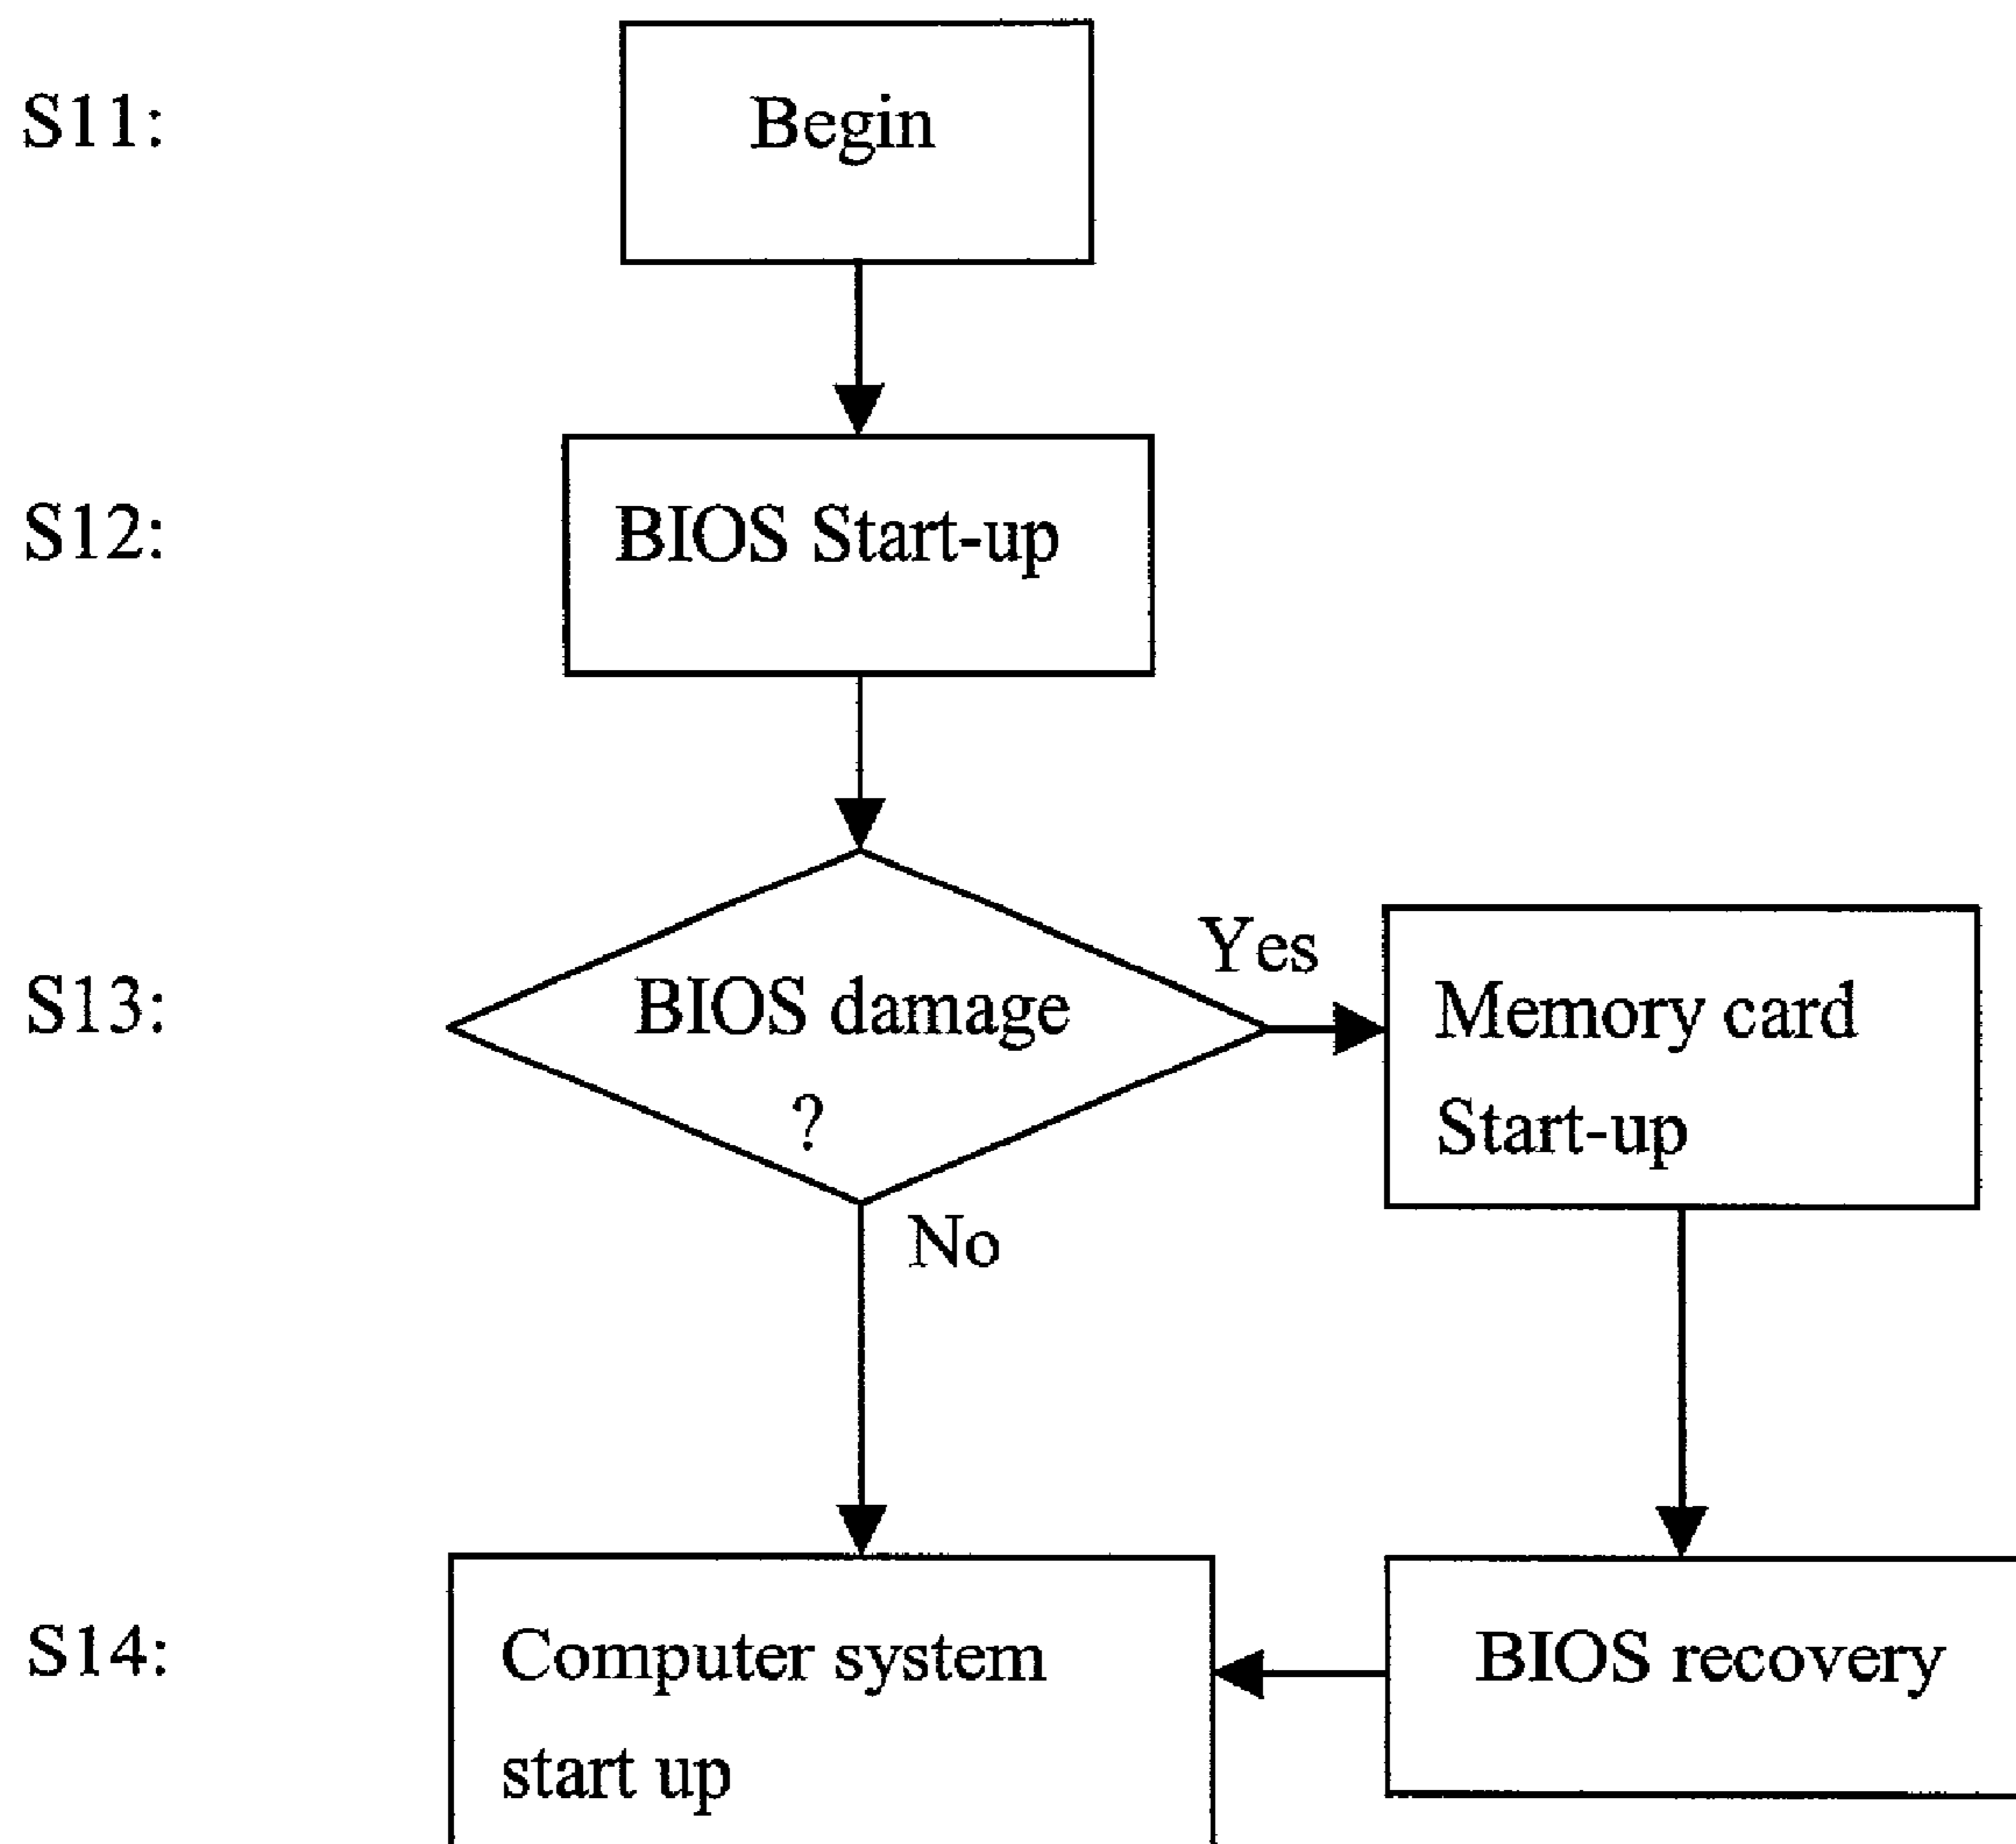 S11:
Begin
S12:
BIOS Start-up
S13:
BIOS damage
?
Yes
Memory card
Start-up
No
S14:
Computer system
start up
BIOS recovery